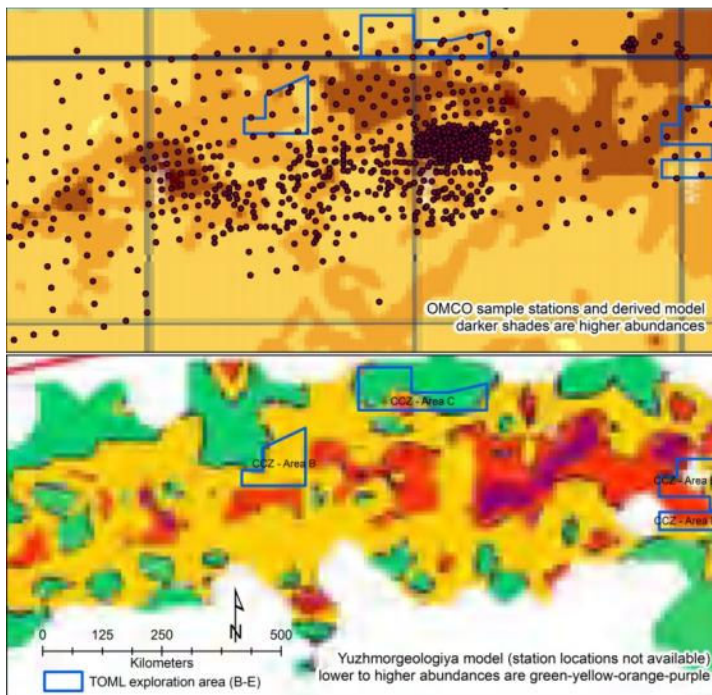 OMCO sample stations and derived model
darker shades are higher abundances
CCZ - Area C
CCZ - Area B
CCZ - Area
CCZ - Area
0 125 250 500
N
Kilometers
TOML exploration area (B-E)
Yuzhmorgeologiya model (station locations not available)
lower to higher abundances are green-yellow-orange-purple